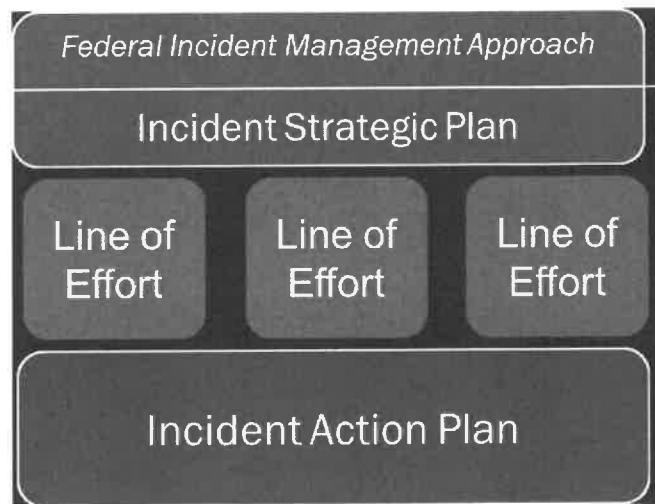 Federal Incident Management Approach
Incident Strategic Plan
Line of
Effort
Line of
Effort
Line of
Effort
Incident Action Plan